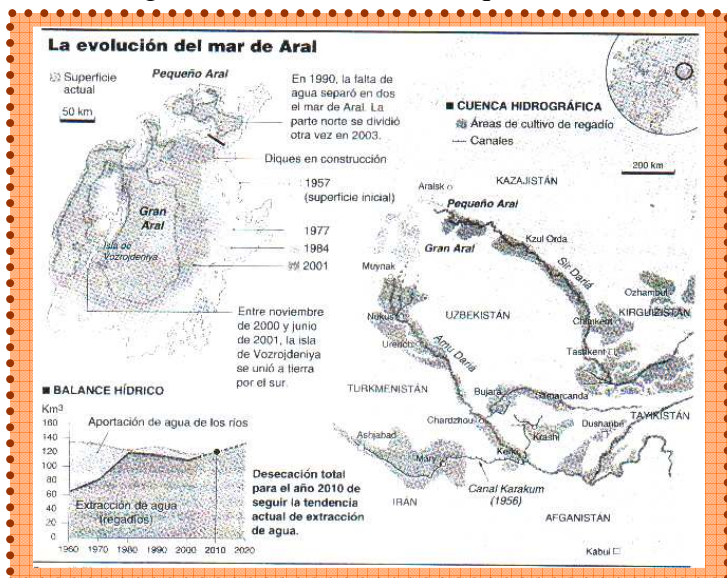 La evolución del mar de Aral
Superficie
actual
50 km
Pequeño Aral
En 1990, la falta de
agua separó en dos
el mar de Aral. La
parte norte se dividió
otra vez en 2003.
Diques en construcción
1957
(superficie inicial)
1977
1984
2001
Gran
Aral
Isla de
Vozrojdeniya
Entre noviembre
de 2000 y junio
de 2001, la isla
de Vozrojdeniya
se unió a tierra
por el sur.
■ CUENCA HIDROGRÁFICA
Áreas de cultivo de regadío
Canales
200 km
KAZAJISTÁN
Aralsk
Pequeño Aral
Gran Aral
Kzul Orda
Sir Dariá
Muynak
Ozhambul
UZBEKISTÁN
KIRGUIZISTÁN
Nukus
Chimkent
Urench
Tashkent
Amu Dariá
TURKMENISTÁN
Bujara
Samarcanda
TAYIKISTÁN
Chardzhou
Dushanbe
Karshi
Ashjabad
Kerki
Mari
Canal Karakum
(1956)
IRÁN
AFGANISTÁN
Kabul
■ BALANCE HÍDRICO
Km³
160
140
120
100
80
60
40
20
0
Aportación de agua de los ríos
Extracción de agua
(regadíos)
1960 1970 1980 1990 2000 2010 2020
Desecación total
para el año 2010 de
seguir la tendencia
actual de extracción
de agua.